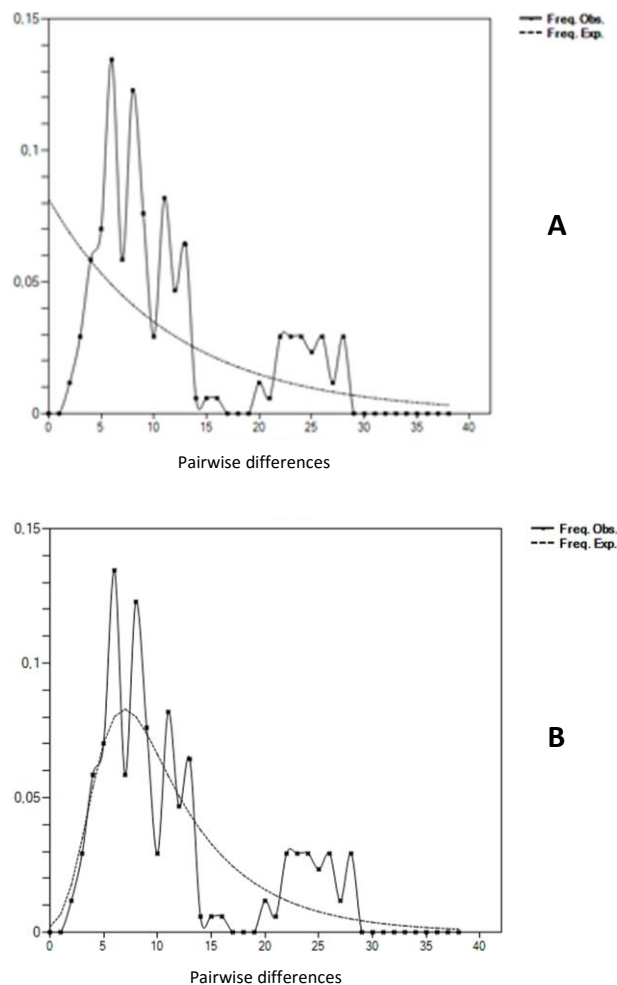 0,15
Freq. Obs.
Freq. Exp.
0,1
A
0,05
0
0 5 10 15 20 25 30 35 40
Pairwise differences
0,15
Freq. Obs.
Freq. Exp.
0,1
B
0,05
0
0 5 10 15 20 25 30 35 40
Pairwise differences